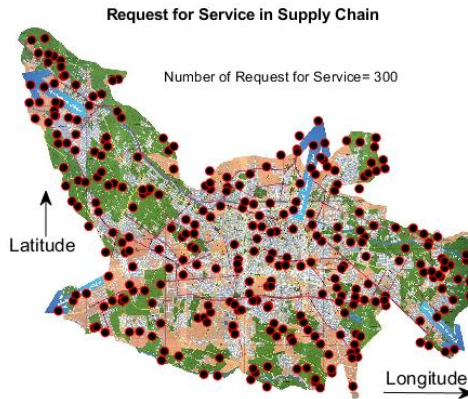 Request for Service in Supply Chain
Number of Request for Service= 300
Latitude
Longitude